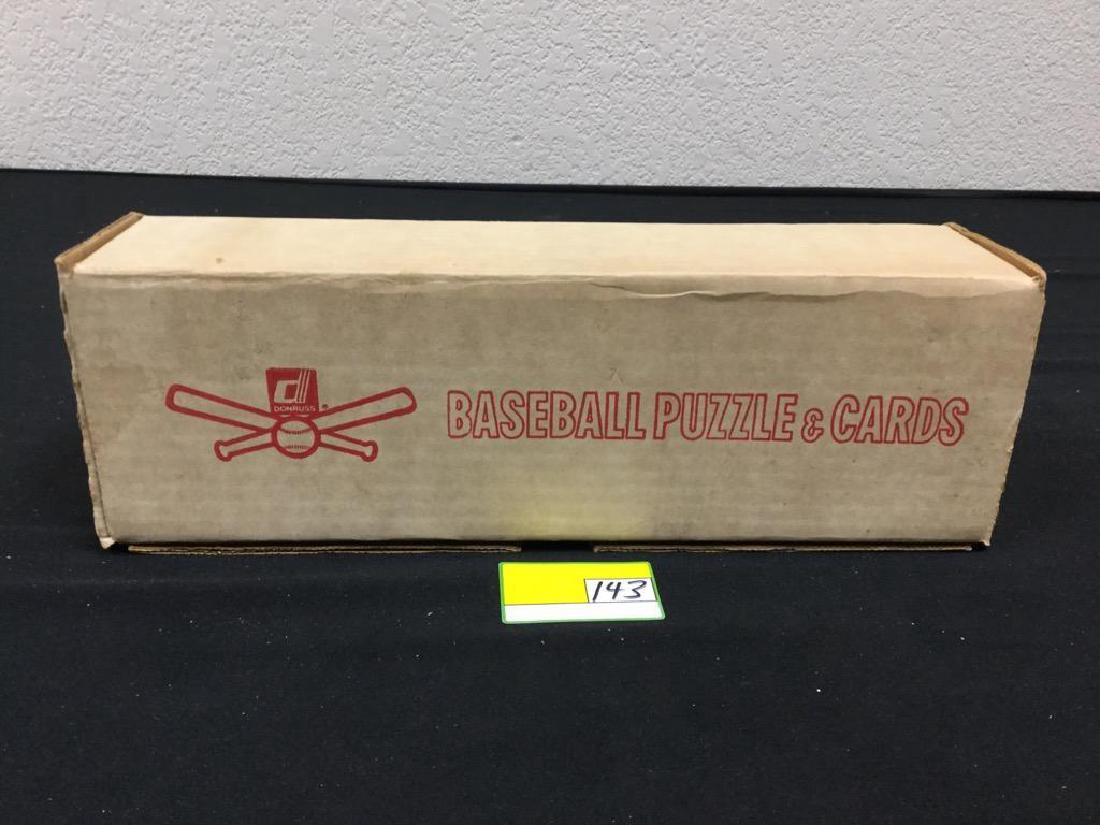 d
DONRUSS®
BASEBALL PUZZLE & CARDS
143